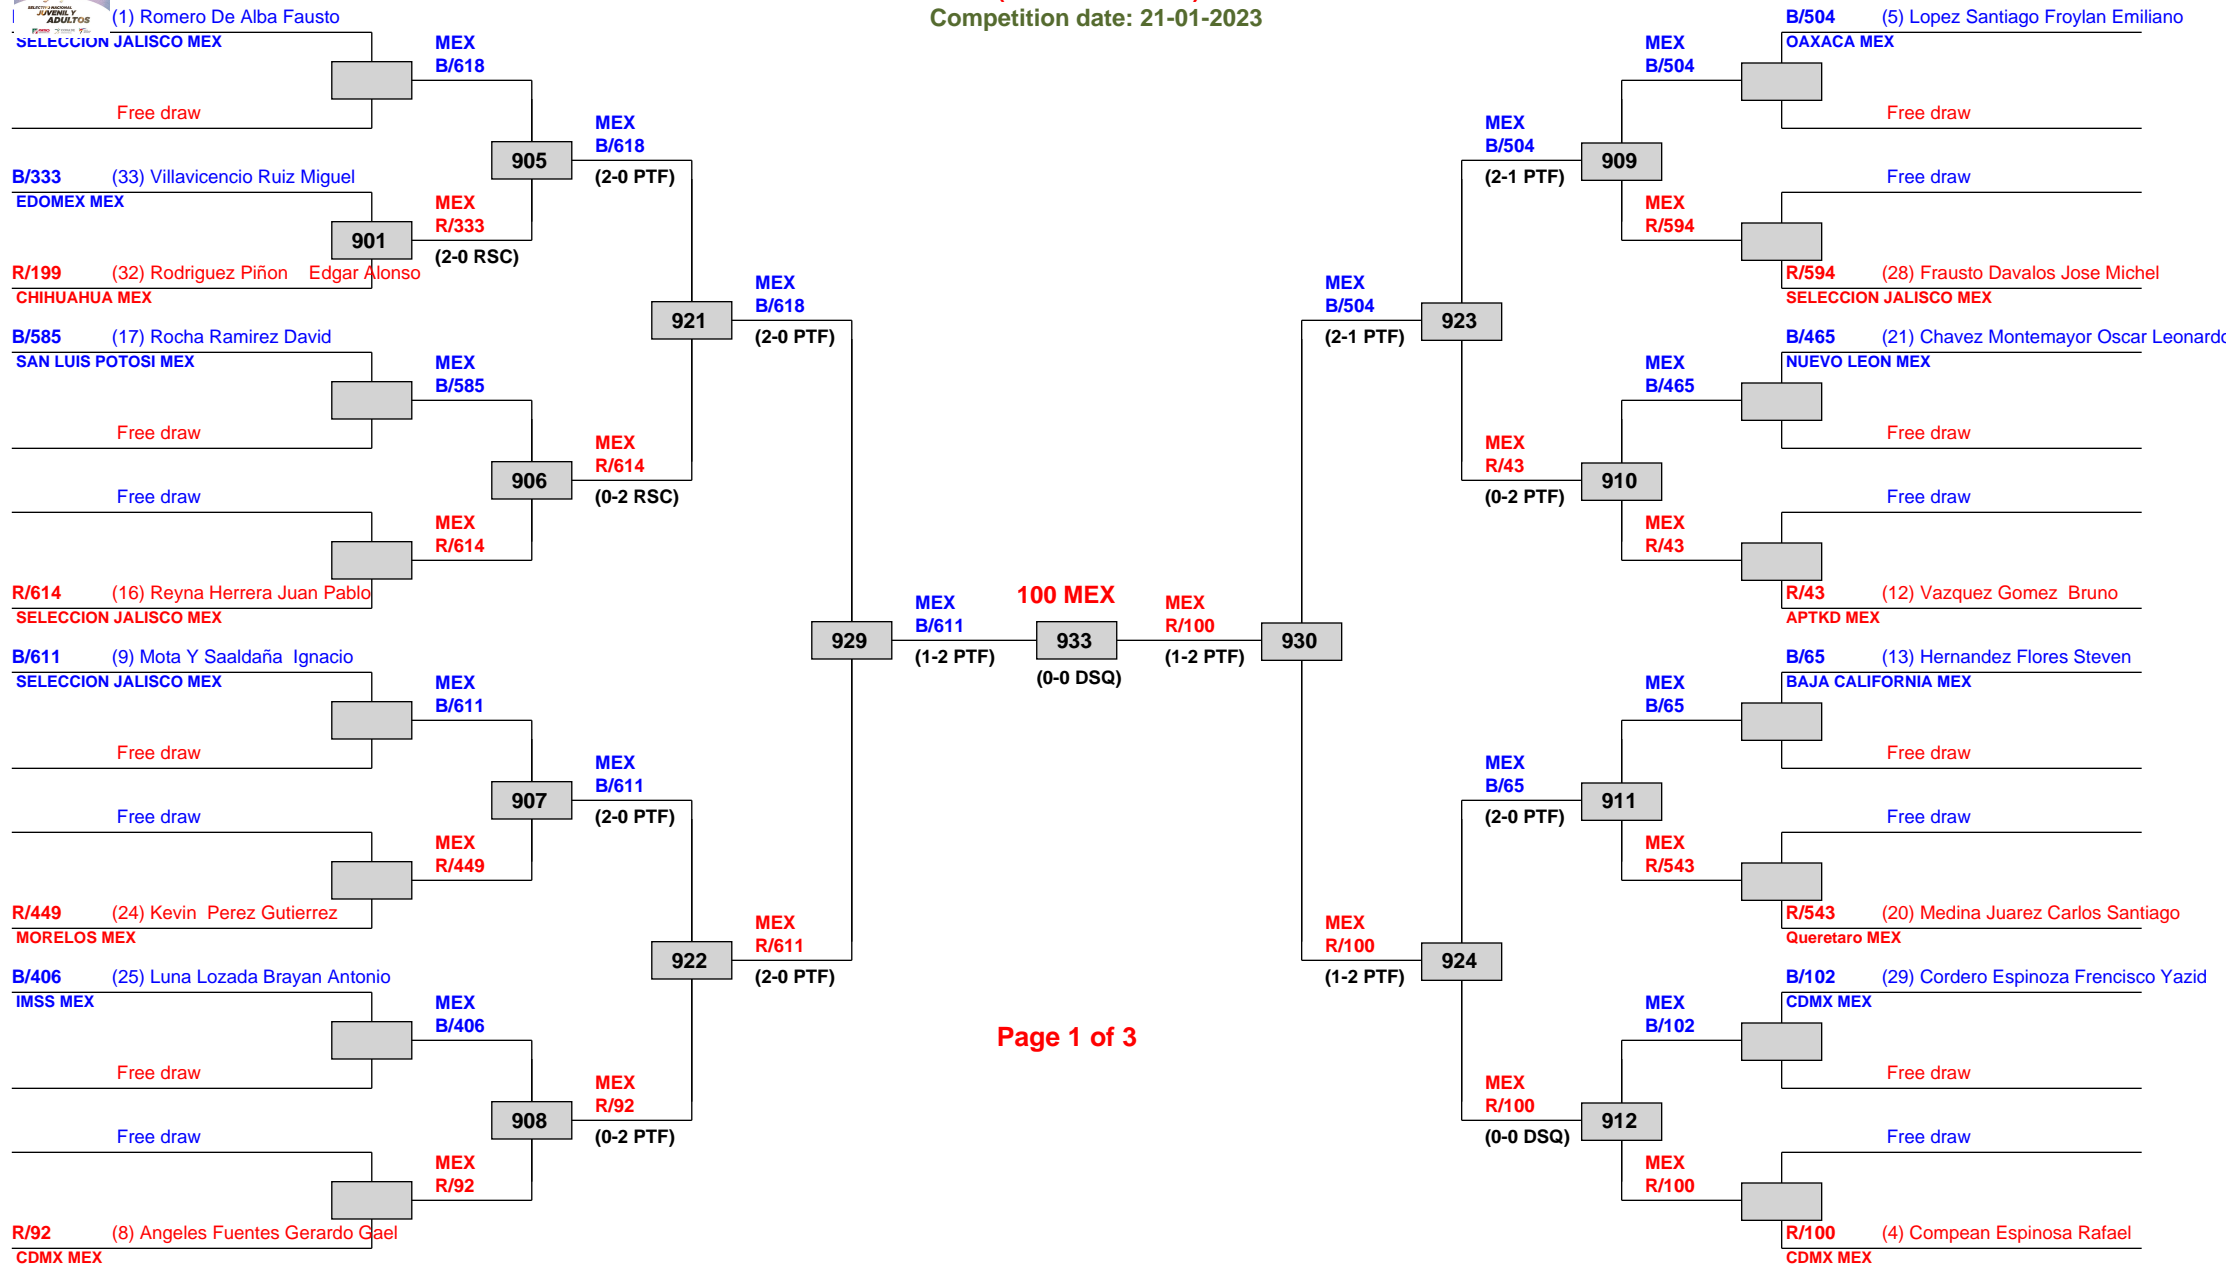 SELECTIVO NACIONAL
JUVENIL Y
ADULTOS
(1) Romero De Alba Fausto
SELECCION JALISCO MEX
Free draw
B/333 (33) Villavicencio Ruiz Miguel
EDOMEX MEX
901
R/199 (32) Rodriguez Piñon Edgar Alonso
CHIHUAHUA MEX
B/585 (17) Rocha Ramirez David
SAN LUIS POTOSI MEX
Free draw
Free draw
R/614 (16) Reyna Herrera Juan Pablo
SELECCION JALISCO MEX
B/611 (9) Mota Y Saaldaña Ignacio
SELECCION JALISCO MEX
Free draw
Free draw
R/449 (24) Kevin Perez Gutierrez
MORELOS MEX
B/406 (25) Luna Lozada Brayan Antonio
IMSS MEX
Free draw
Free draw
R/92 (8) Angeles Fuentes Gerardo Gael
CDMX MEX
MEX
B/618
905
MEX
R/333
(2-0 RSC)
MEX
B/585
906
MEX
R/614
MEX
B/611
907
MEX
R/449
MEX
B/406
908
MEX
R/92
MEX
B/618
(2-0 PTF)
921
MEX
R/614
(0-2 RSC)
MEX
B/611
(2-0 PTF)
922
MEX
R/92
(0-2 PTF)
MEX
B/618
(2-0 PTF)
929
MEX
R/611
(2-0 PTF)
Competition date: 21-01-2023
MEX
B/611
(1-2 PTF)
100 MEX
933
(0-0 DSQ)
MEX
R/100
(1-2 PTF)
Page 1 of 3
930
MEX
B/504
(2-1 PTF)
923
MEX
R/100
(1-2 PTF)
924
MEX
B/504
(2-1 PTF)
909
MEX
R/43
(0-2 PTF)
910
MEX
B/65
(2-0 PTF)
911
MEX
R/100
(0-0 DSQ)
912
MEX
B/504
MEX
R/594
MEX
B/465
MEX
R/43
MEX
B/65
MEX
R/543
MEX
B/102
MEX
R/100
B/504 (5) Lopez Santiago Froylan Emiliano
OAXACA MEX
Free draw
Free draw
R/594 (28) Frausto Davalos Jose Michel
SELECCION JALISCO MEX
B/465 (21) Chavez Montemayor Oscar Leonardo
NUEVO LEON MEX
Free draw
Free draw
R/43 (12) Vazquez Gomez Bruno
APTKD MEX
B/65 (13) Hernandez Flores Steven
BAJA CALIFORNIA MEX
Free draw
Free draw
R/543 (20) Medina Juarez Carlos Santiago
Queretaro MEX
B/102 (29) Cordero Espinoza Frencisco Yazid
CDMX MEX
Free draw
Free draw
R/100 (4) Compean Espinosa Rafael
CDMX MEX